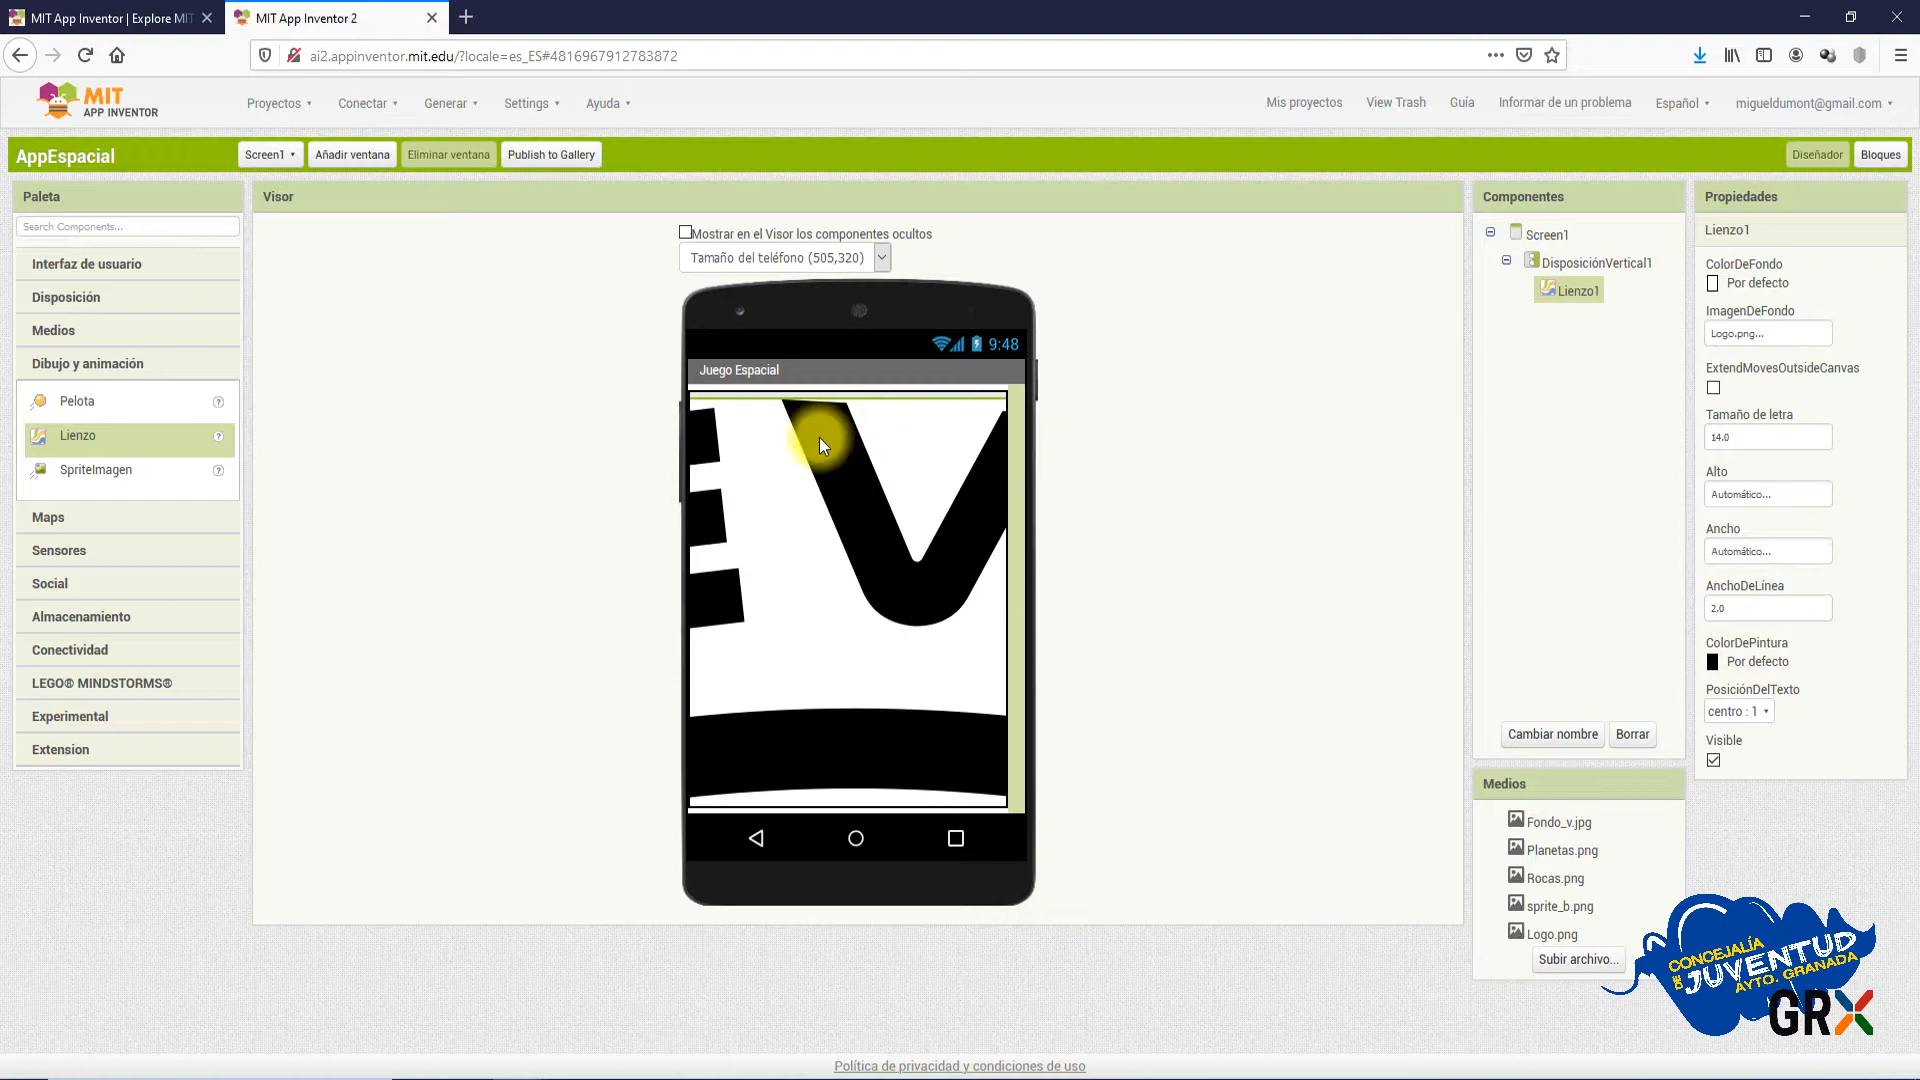 MIT App Inventor | Explore MIT
MIT App Inventor 2
ai2.appinventor.mit.edu/?locale=es_ES#4816967912783872
MIT
APP INVENTOR
Proyectos
Conectar
Generar
Settings
Ayuda
Mis proyectos
View Trash
Guía
Informar de un problema
Español
migueldumont@gmail.com
AppEspacial
Screen1
Añadir ventana
Eliminar ventana
Publish to Gallery
Diseñador
Bloques
Paleta
Search Components...
Interfaz de usuario
Disposición
Medios
Dibujo y animación
Pelota
Lienzo
SpriteImagen
Maps
Sensores
Social
Almacenamiento
Conectividad
LEGO® MINDSTORMS®
Experimental
Extension
Visor
Mostrar en el Visor los componentes ocultos
Tamaño del teléfono (505,320)
9:48
Juego Espacial
EV
Componentes
Screen1
DisposiciónVertical1
Lienzo1
Cambiar nombre
Borrar
Medios
Fondo_v.jpg
Planetas.png
Rocas.png
sprite_b.png
Logo.png
Subir archivo...
Propiedades
Lienzo1
ColorDeFondo
Por defecto
ImagenDeFondo
Logo.png...
ExtendMovesOutsideCanvas
Tamaño de letra
14.0
Alto
Automático...
Ancho
Automático...
AnchoDeLínea
2.0
ColorDePintura
Por defecto
PosiciónDelTexto
centro : 1
Visible
CONCEJALÍA
DE JUVENTUD
AYTO. GRANADA
GRX
Política de privacidad y condiciones de uso